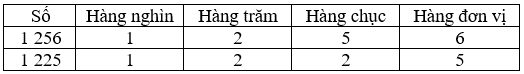 Số Hàng nghìn Hàng trăm Hàng chục Hàng đơn vị
1 256 1 2 5 6
1 225 1 2 2 5